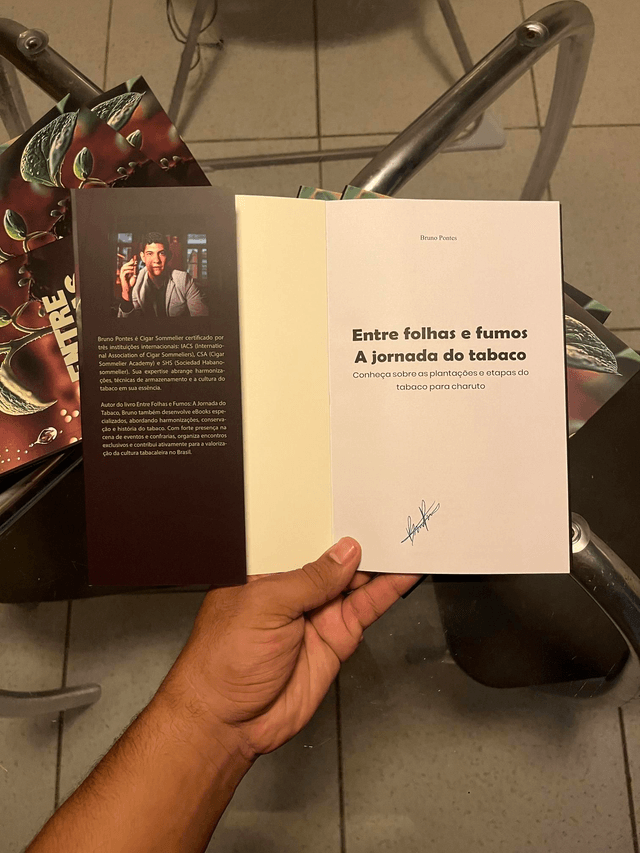 ENTRE
Bruno Pontes é Cigar Sommelier certificado por
três instituições internacionais: IACS (Internatio-
nal Association of Cigar Sommeliers), CSA (Cigar
Sommelier Academy) e SHS (Sociedad Habano-
sommelier). Sua expertise abrange harmoniza-
ções, técnicas de armazenamento e a cultura do
tabaco em sua essência.
Autor do livro Entre Folhas e Fumos: A Jornada do
Tabaco, Bruno também desenvolve eBooks espe-
cializados, abordando harmonizações, conserva-
ção e história do tabaco. Com forte presença na
cena de eventos e confrarias, organiza encontros
exclusivos e contribui ativamente para a valoriza-
ção da cultura tabacaleira no Brasil.
Bruno Pontes
Entre folhas e fumos
A jornada do tabaco
Conheça sobre as plantações e etapas do
tabaco para charuto